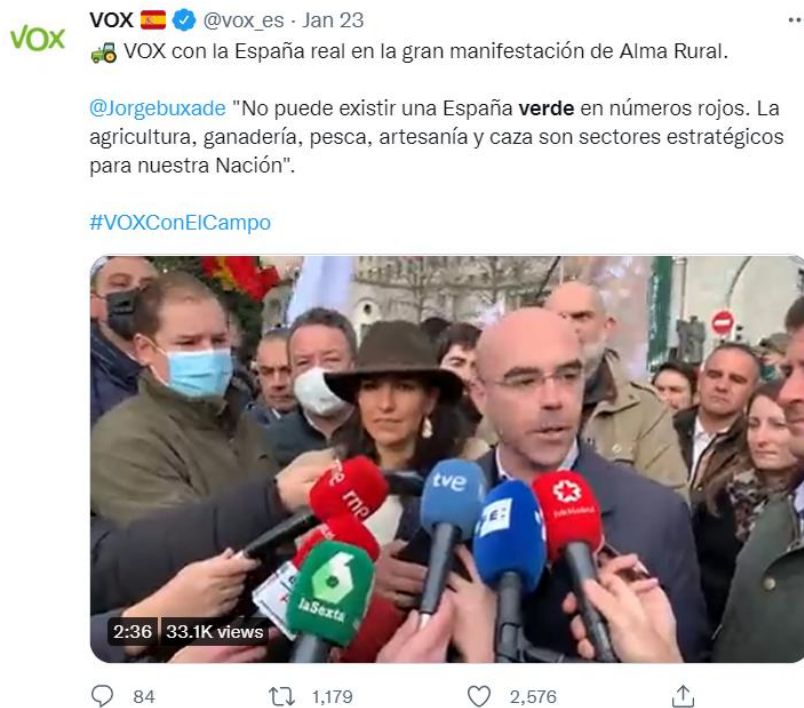 VOX
VOX @vox_es · Jan 23
VOX con la España real en la gran manifestación de Alma Rural.
@Jorgebuxade "No puede existir una España verde en números rojos. La
agricultura, ganadería, pesca, artesanía y caza son sectores estratégicos
para nuestra Nación".
#VOXConElCampo
rne
rne
tve
laSexta
2:36 33.1K views
84 1,179 2,576